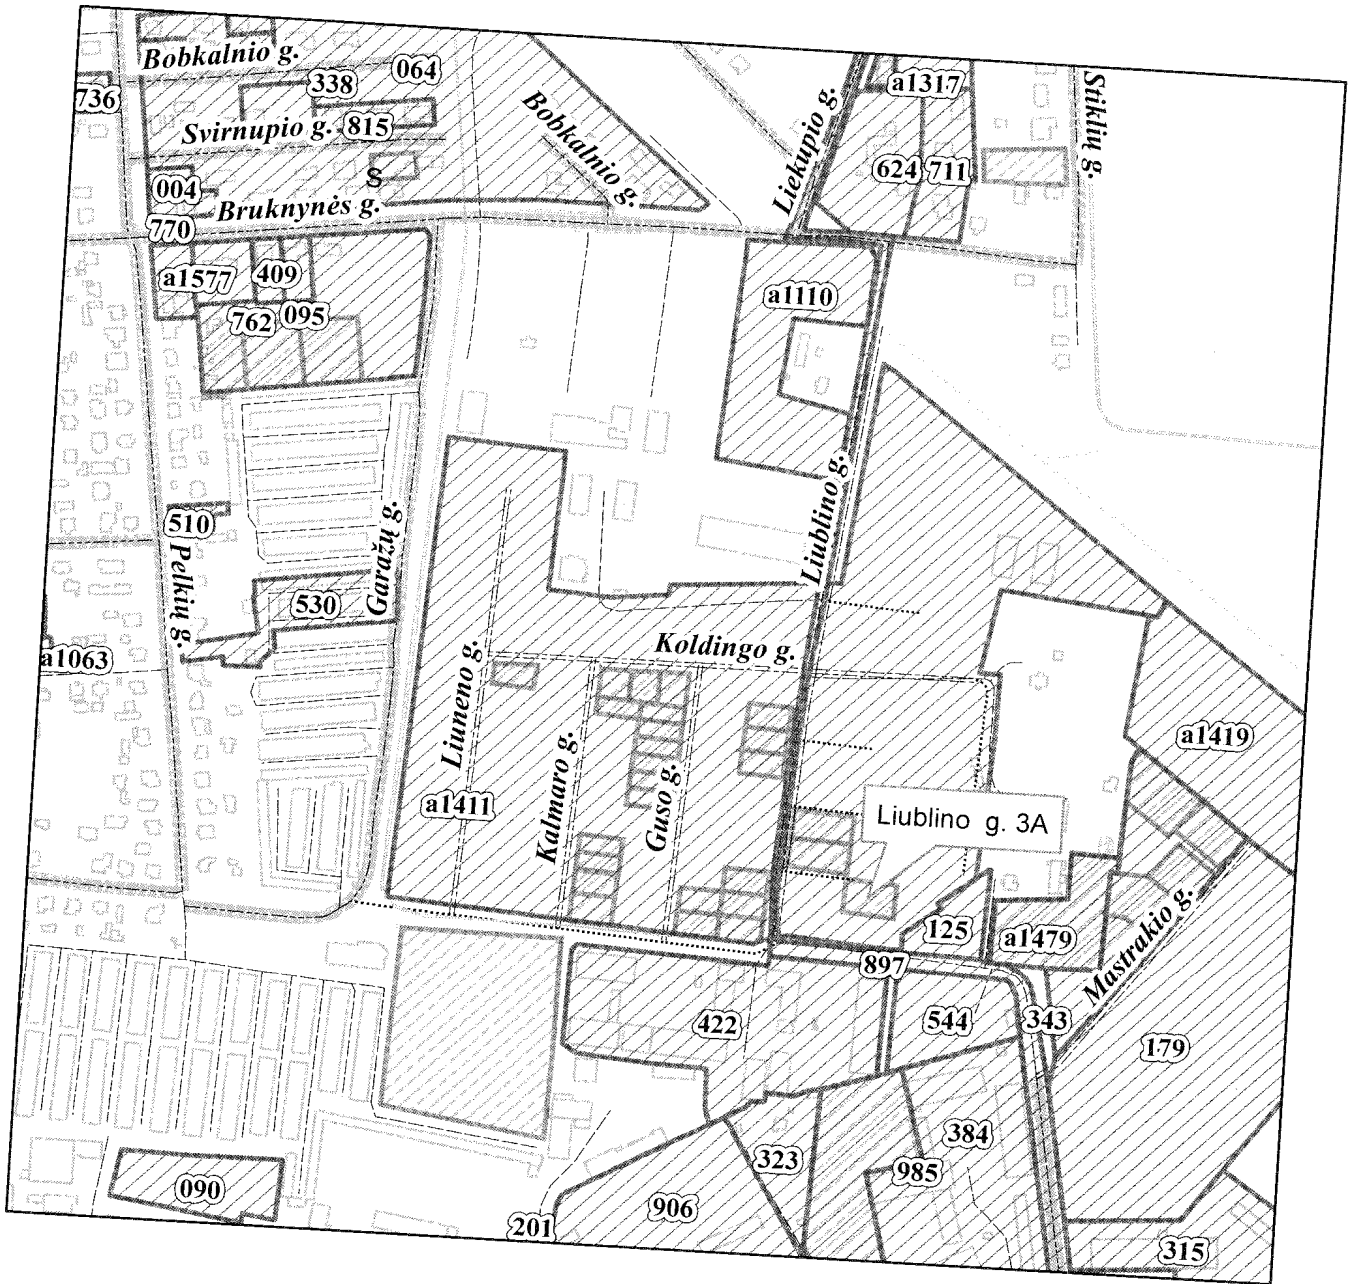 Bobkalnio g.
064
338
736
a1317
Stiklių g.
Svirnupio g.
815
Bobkalnio g.
Liekupio g.
624
711
004
S
Bruknynės g.
770
a1577
409
762
095
a1110
510
Pelkių g.
Garažų g.
Liublino g.
530
a1063
Koldingo g.
Liuneno g.
Kalmaro g.
Guso g.
a1411
a1419
Liublino g. 3A
125
a1479
Mastrakio g.
897
422
544
343
179
384
323
985
090
906
201
315